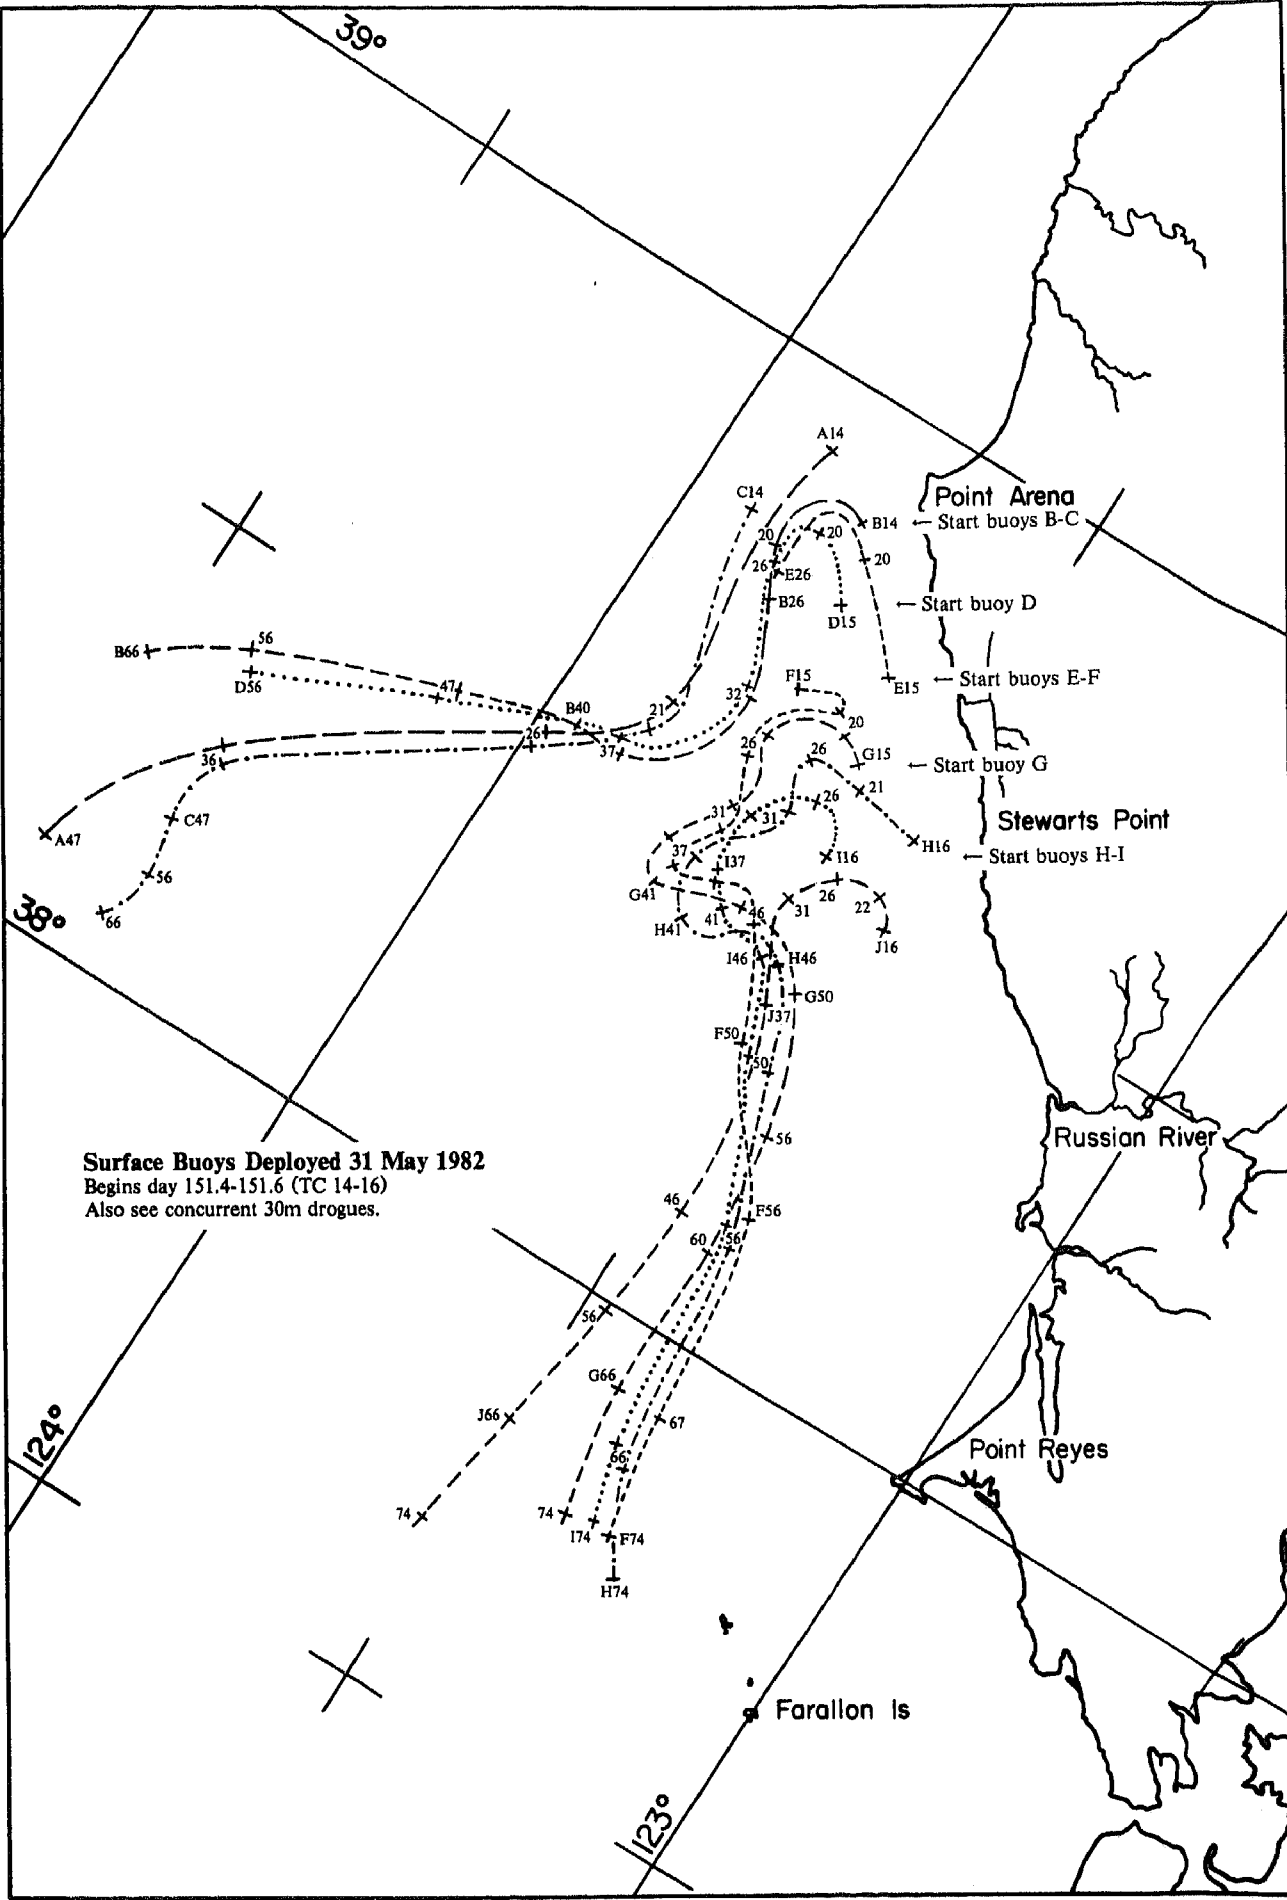 39°
A14
C14
Point Arena
B14
← Start buoys B-C
20
20
20
26
E26
B26
D15
← Start buoy D
B66
56
D56
F15
E15
← Start buoys E-F
47
32
B40
21
20
26
37
26
26
G15
← Start buoy G
36
21
A47
C47
31
31
26
Stewarts Point
H16
← Start buoys H-I
37
I37
I16
56
G41
26
66
38°
41
46
31
22
H41
J16
I46
H46
G50
J37
F50
50
56
Russian River
Surface Buoys Deployed 31 May 1982
Begins day 151.4-151.6 (TC 14-16)
Also see concurrent 30m drogues.
46
F56
60
56
56
G66
J66
67
124°
Point Reyes
66
74
74
I74
F74
H74
Farallon Is
123°